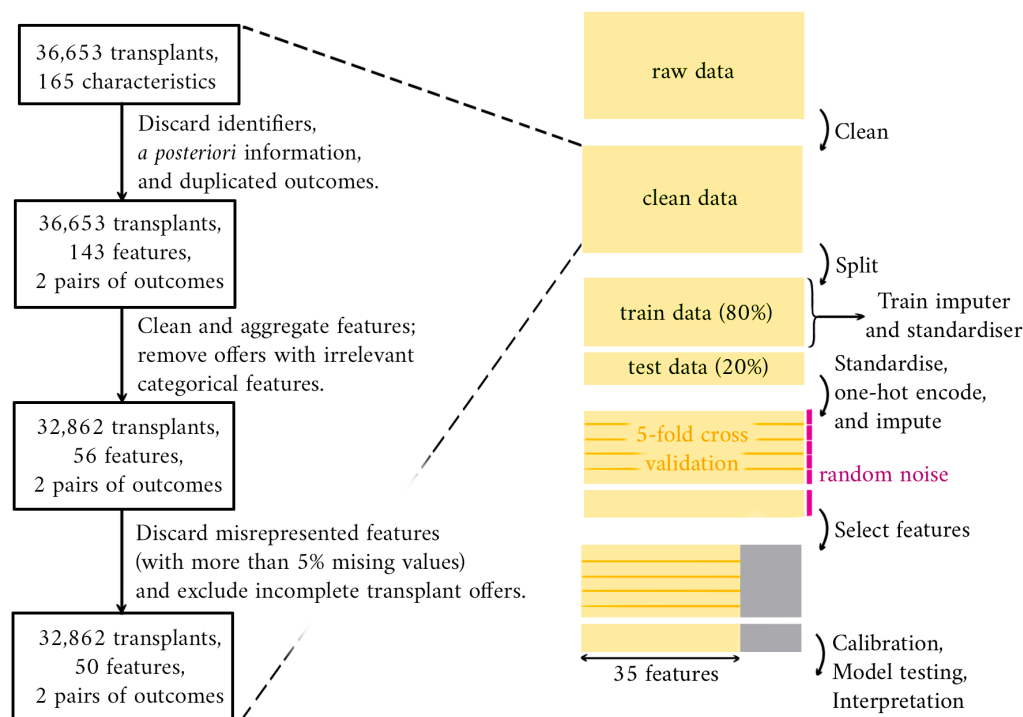 36,653 transplants,
165 characteristics
Discard identifiers,
a posteriori information,
and duplicated outcomes.
36,653 transplants,
143 features,
2 pairs of outcomes
Clean and aggregate features;
remove offers with irrelevant
categorical features.
32,862 transplants,
56 features,
2 pairs of outcomes
Discard misrepresented features
(with more than 5% mising values)
and exclude incomplete transplant offers.
32,862 transplants,
50 features,
2 pairs of outcomes
raw data
Clean
clean data
Split
train data (80%)
Train imputer
and standardiser
test data (20%)
Standardise,
one-hot encode,
and impute
5-fold cross
validation
random noise
Select features
35 features
Calibration,
Model testing,
Interpretation